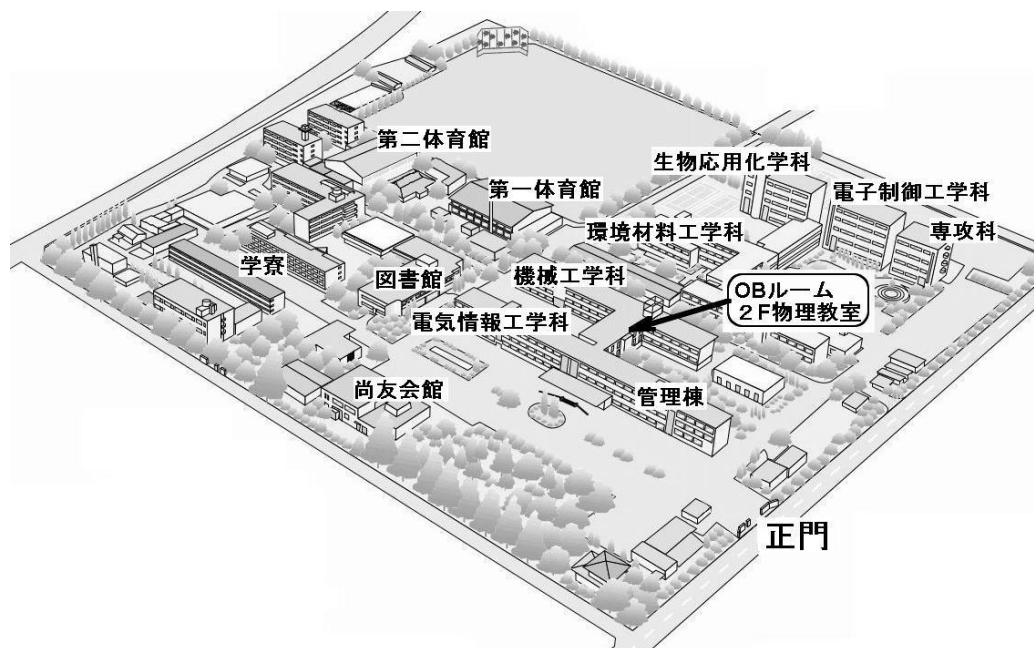 第二体育館
生物応用化学科
第一体育館
電子制御工学科
環境材料工学科
専攻科
学寮
図書館
機械工学科
OBルーム
2F物理教室
電気情報工学科
尚友会館
管理棟
正門